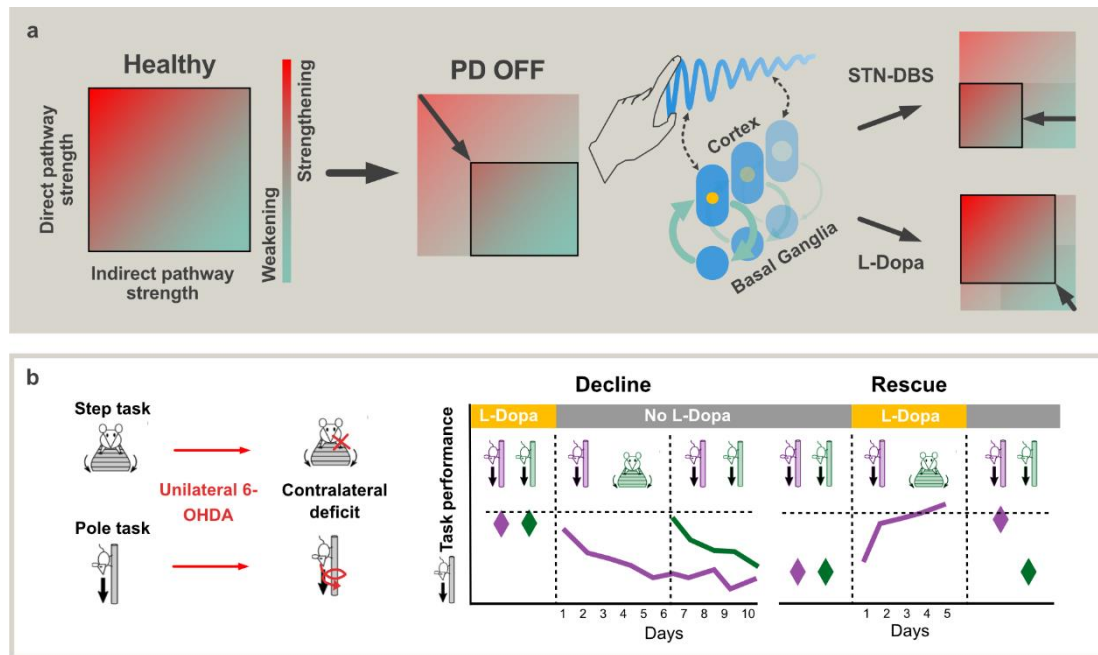 a
Healthy
Direct pathway
strength
Indirect pathway
strength
Weakening
Strengthening
PD OFF
Cortex
Basal Ganglia
STN-DBS
L-Dopa
b
Step task
Unilateral 6-
OHDA
Contralateral
deficit
Pole task
Decline
Rescue
L-Dopa
No L-Dopa
L-Dopa
Task performance
1 2 3 4 5 6 7 8 9 10
Days
1 2 3 4 5
Days